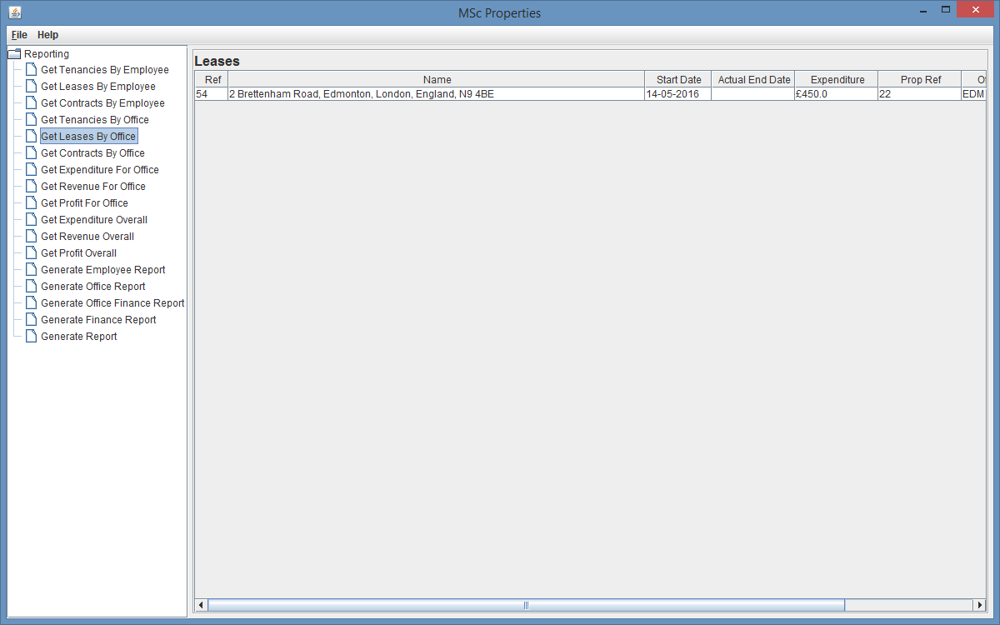 MSc Properties
File Help
Reporting
Get Tenancies By Employee
Get Leases By Employee
Get Contracts By Employee
Get Tenancies By Office
Get Leases By Office
Get Contracts By Office
Get Expenditure For Office
Get Revenue For Office
Get Profit For Office
Get Expenditure Overall
Get Revenue Overall
Get Profit Overall
Generate Employee Report
Generate Office Report
Generate Office Finance Report
Generate Finance Report
Generate Report
Leases
Ref Name Start Date Actual End Date Expenditure Prop Ref
54 2 Brettenham Road, Edmonton, London, England, N9 4BE 14-05-2016 £450.0 22 EDM